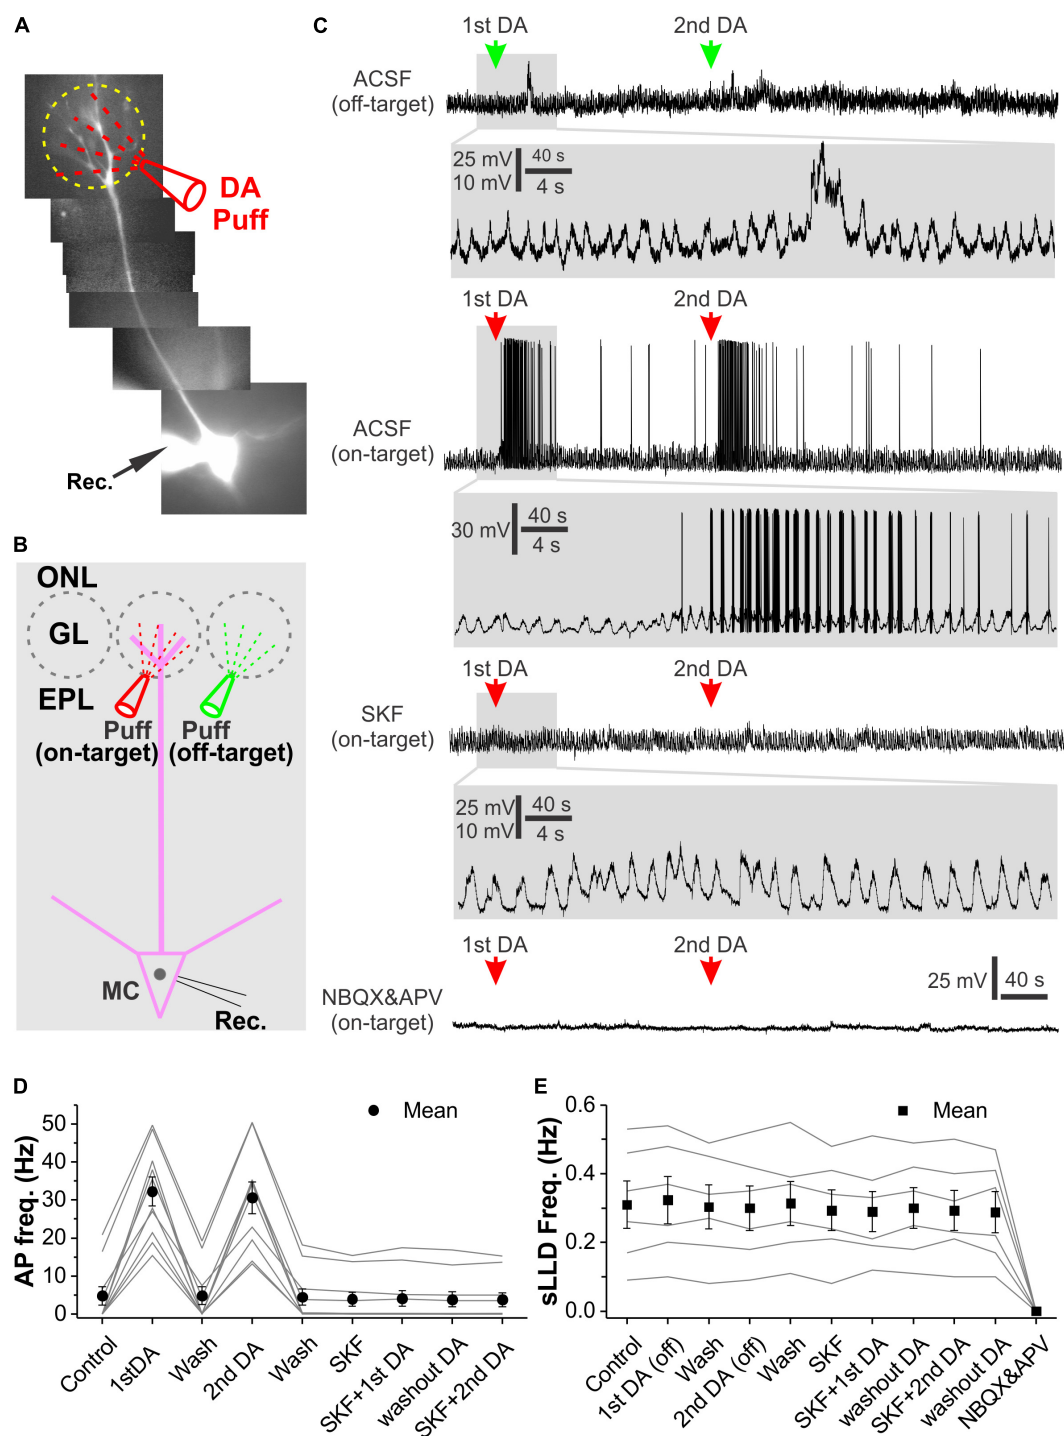 A
DA
Puff
Rec.
B
ONL
GL
EPL
Puff
(on-target)
Puff
(off-target)
MC
Rec.
C
1st DA
2nd DA
ACSF
(off-target)
25 mV
10 mV
40 s
4 s
1st DA
2nd DA
ACSF
(on-target)
30 mV
40 s
4 s
1st DA
2nd DA
SKF
(on-target)
25 mV
10 mV
40 s
4 s
1st DA
2nd DA
NBQX&APV
(on-target)
25 mV
40 s
D
Mean
AP freq. (Hz)
50
40
30
20
10
0
Control
1stDA
Wash
2nd DA
Wash
SKF
SKF+1st DA
washout DA
SKF+2nd DA
E
Mean
sLLD Freq. (Hz)
0.6
0.4
0.2
0.0
Control
1st DA (off)
Wash
2nd DA (off)
Wash
SKF
SKF+1st DA
washout DA
SKF+2nd DA
washout DA
NBQX&APV